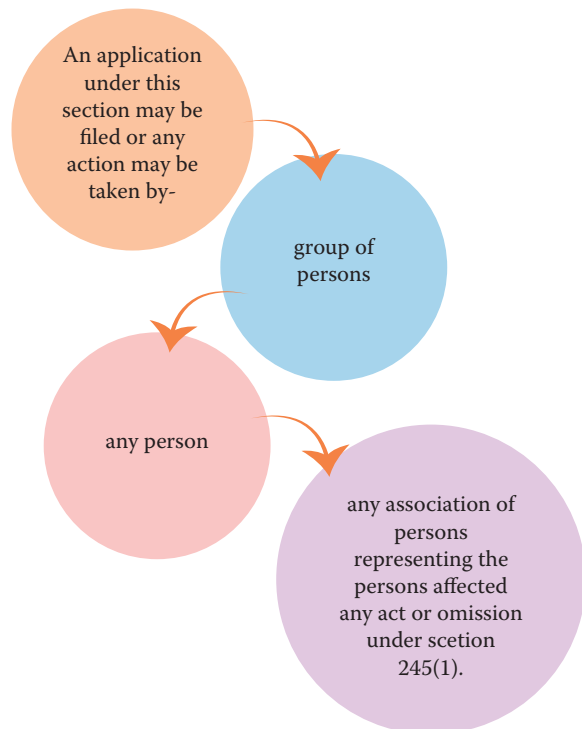 An application
under this
section may be
filed or any
action may be
taken by-
group of
persons
any person
any association of
persons
representing the
persons affected
any act or omission
under scetion
245(1).